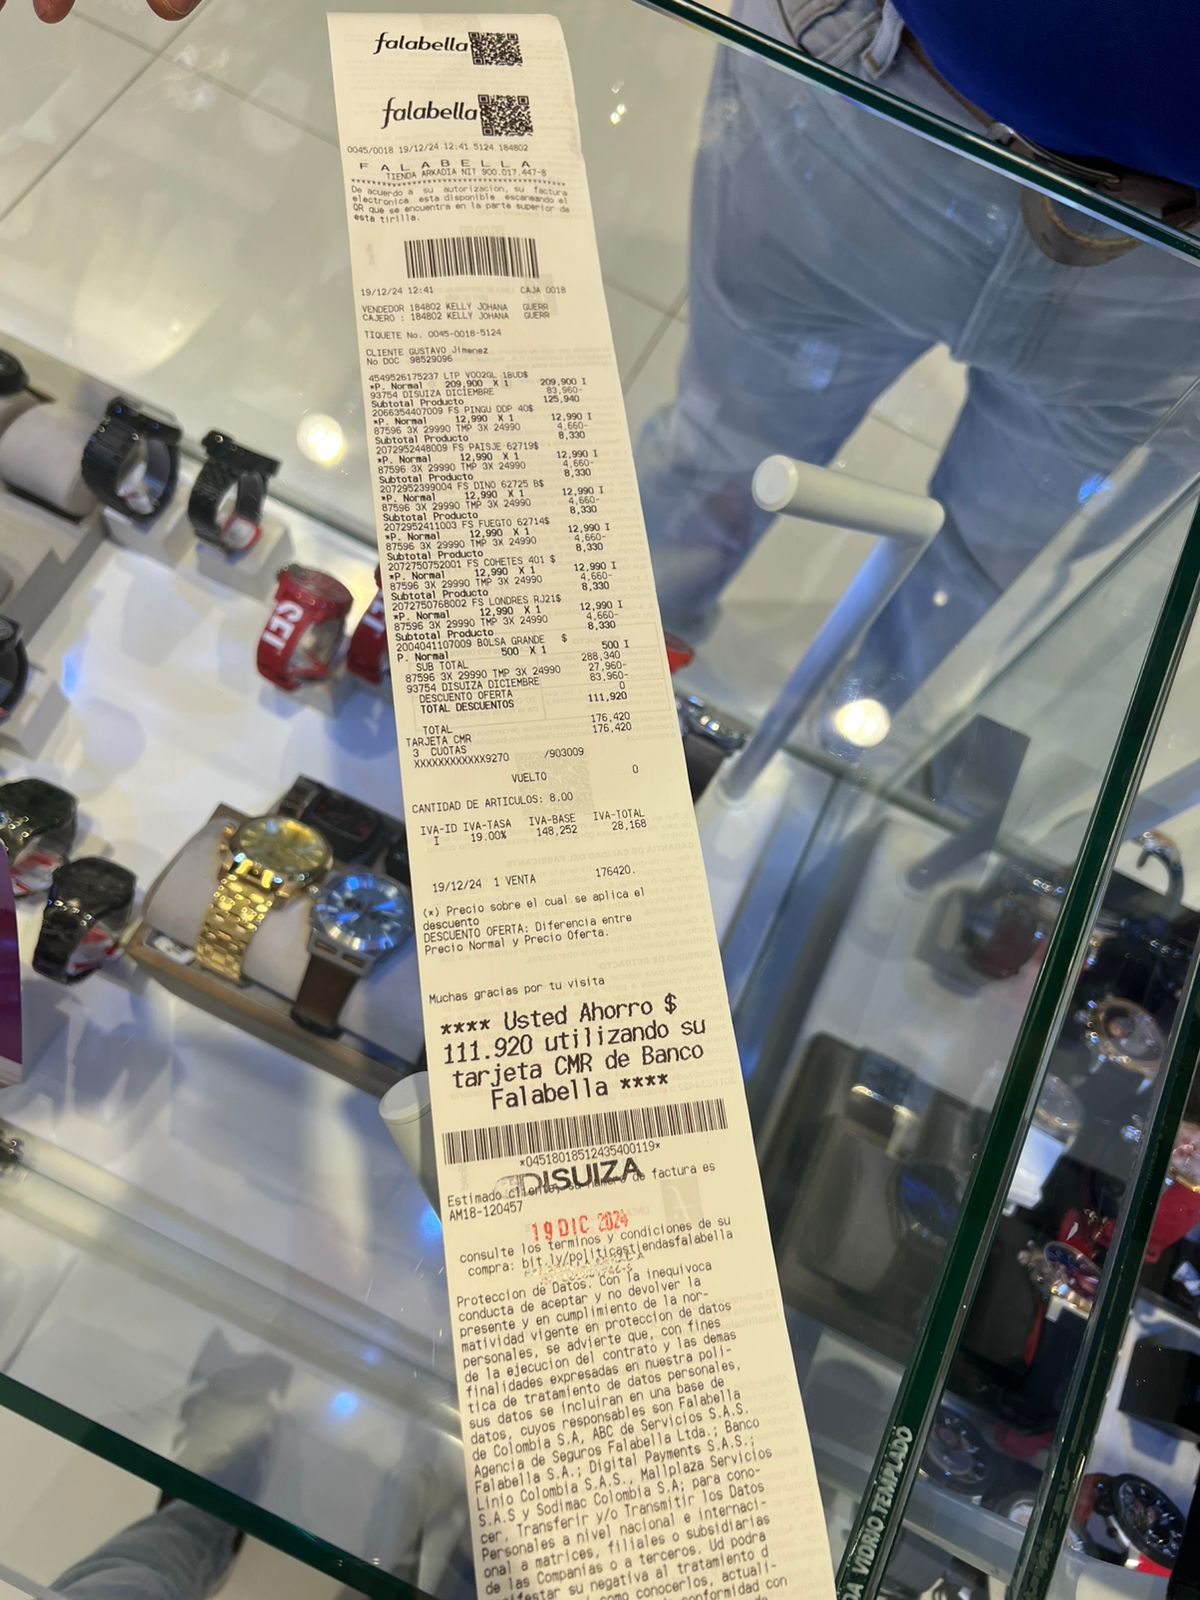 falabella
falabella
0045/0018 19/12/24 12:41 5124 184802
F A L A B E L L A
TIENDA ARKADIA NIT 900.017.447-8
****************************************
De acuerdo a su autorizacion, su factura
electronica esta disponible escaneando el
QR que se encuentra en la parte superior de
esta tirilla.
19/12/24 12:41 CAJA 0018
VENDEDOR 184802 KELLY JOHANA GUERR
CAJERO : 184802 KELLY JOHANA GUERR
TIQUETE No. 0045-0018-5124
CLIENTE GUSTAVO Jimenez
No DOC 98529096
4549526175237 LTP V002GL 1BUD$
*P. Normal 209,900 X 1 209,900 I
93754 DISUIZA DICIEMBRE 83,960-
Subtotal Producto 125,940
2066354407009 FS PINGU DDP 40$
*P. Normal 12,990 X 1 12,990 I
87596 3X 29990 TMP 3X 24990 4,660-
Subtotal Producto 8,330
2072952448009 FS PAISJE 62719$
*P. Normal 12,990 X 1 12,990 I
87596 3X 29990 TMP 3X 24990 4,660-
Subtotal Producto 8,330
2072952399004 FS DINO 62725 B$
*P. Normal 12,990 X 1 12,990 I
87596 3X 29990 TMP 3X 24990 4,660-
Subtotal Producto 8,330
2072952411003 FS FUEGTO 62714$
*P. Normal 12,990 X 1 12,990 I
87596 3X 29990 TMP 3X 24990 4,660-
Subtotal Producto 8,330
2072750752001 FS COHETES 401 $
*P. Normal 12,990 X 1 12,990 I
87596 3X 29990 TMP 3X 24990 4,660-
Subtotal Producto 8,330
2072750768002 FS LONDRES RJ21$
*P. Normal 12,990 X 1 12,990 I
87596 3X 29990 TMP 3X 24990 4,660-
Subtotal Producto 8,330
2004041107009 BOLSA GRANDE $
P. Normal 500 X 1 500 I
SUB TOTAL 288,340
87596 3X 29990 TMP 3X 24990 27,960-
93754 DISUIZA DICIEMBRE 83,960-
DESCUENTO OFERTA 0
TOTAL DESCUENTOS 111,920
TOTAL 176,420
TARJETA CMR 176,420
3 CUOTAS
XXXXXXXXXXXX9270 /903009
VUELTO 0
CANTIDAD DE ARTICULOS: 8.00
IVA-ID IVA-TASA IVA-BASE IVA-TOTAL
I 19.00% 148,252 28,168
19/12/24 1 VENTA 176420.
(*) Precio sobre el cual se aplica el
descuento
DESCUENTO OFERTA: Diferencia entre
Precio Normal y Precio Oferta.
Muchas gracias por tu visita
**** Usted Ahorro $
111.920 utilizando su
tarjeta CMR de Banco
Falabella ****
*04518018512435400119*
DISUIZA
Estimado cliente, su numero de factura es
AM18-120457
19 DIC 2024
consulte los terminos y condiciones de su
compra: bit.ly/politicastiendasfalabella
Proteccion de Datos. Con la inequivoca
conducta de aceptar y no devolver la
presente y en cumplimiento de la nor-
matividad vigente en proteccion de datos
personales, se advierte que, con fines
de la ejecucion del contrato y las demas
finalidades expresadas en nuestra poli-
tica de tratamiento de datos personales,
sus datos se incluiran en una base de
datos, cuyos responsables son Falabella
de Colombia S.A, ABC de Servicios S.A.S.
Agencia de Seguros Falabella Ltda.; Banco
Falabella S.A.; Digital Payments S.A.S.;
Linio Colombia S.A.S., Mallplaza Servicios
S.A.S y Sodimac Colombia S.A; para cono-
cer, Transferir y/o Transmitir los Datos
Personales a nivel nacional e internaci-
onal a matrices, filiales o subsidiarias
de las Companias o a terceros. Ud podra
su negativa al tratamiento d
como conocerlos, actuali-
conformidad con
VIDRIO TEMPLADO